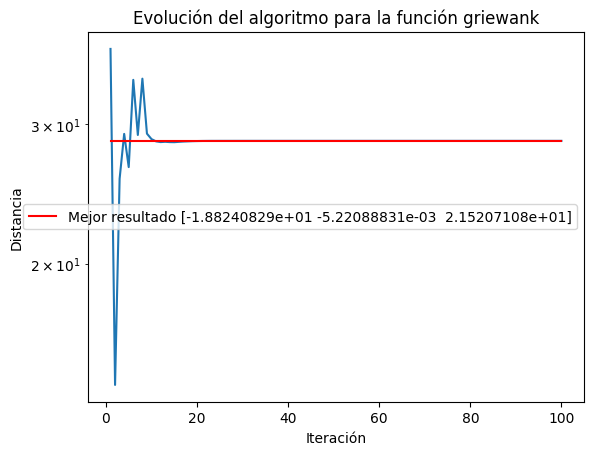 Evolución del algoritmo para la función griewank
Distancia
3 × 10¹
2 × 10¹
Mejor resultado [-1.88240829e+01 -5.22088831e-03  2.15207108e+01]
0
20
40
60
80
100
Iteración